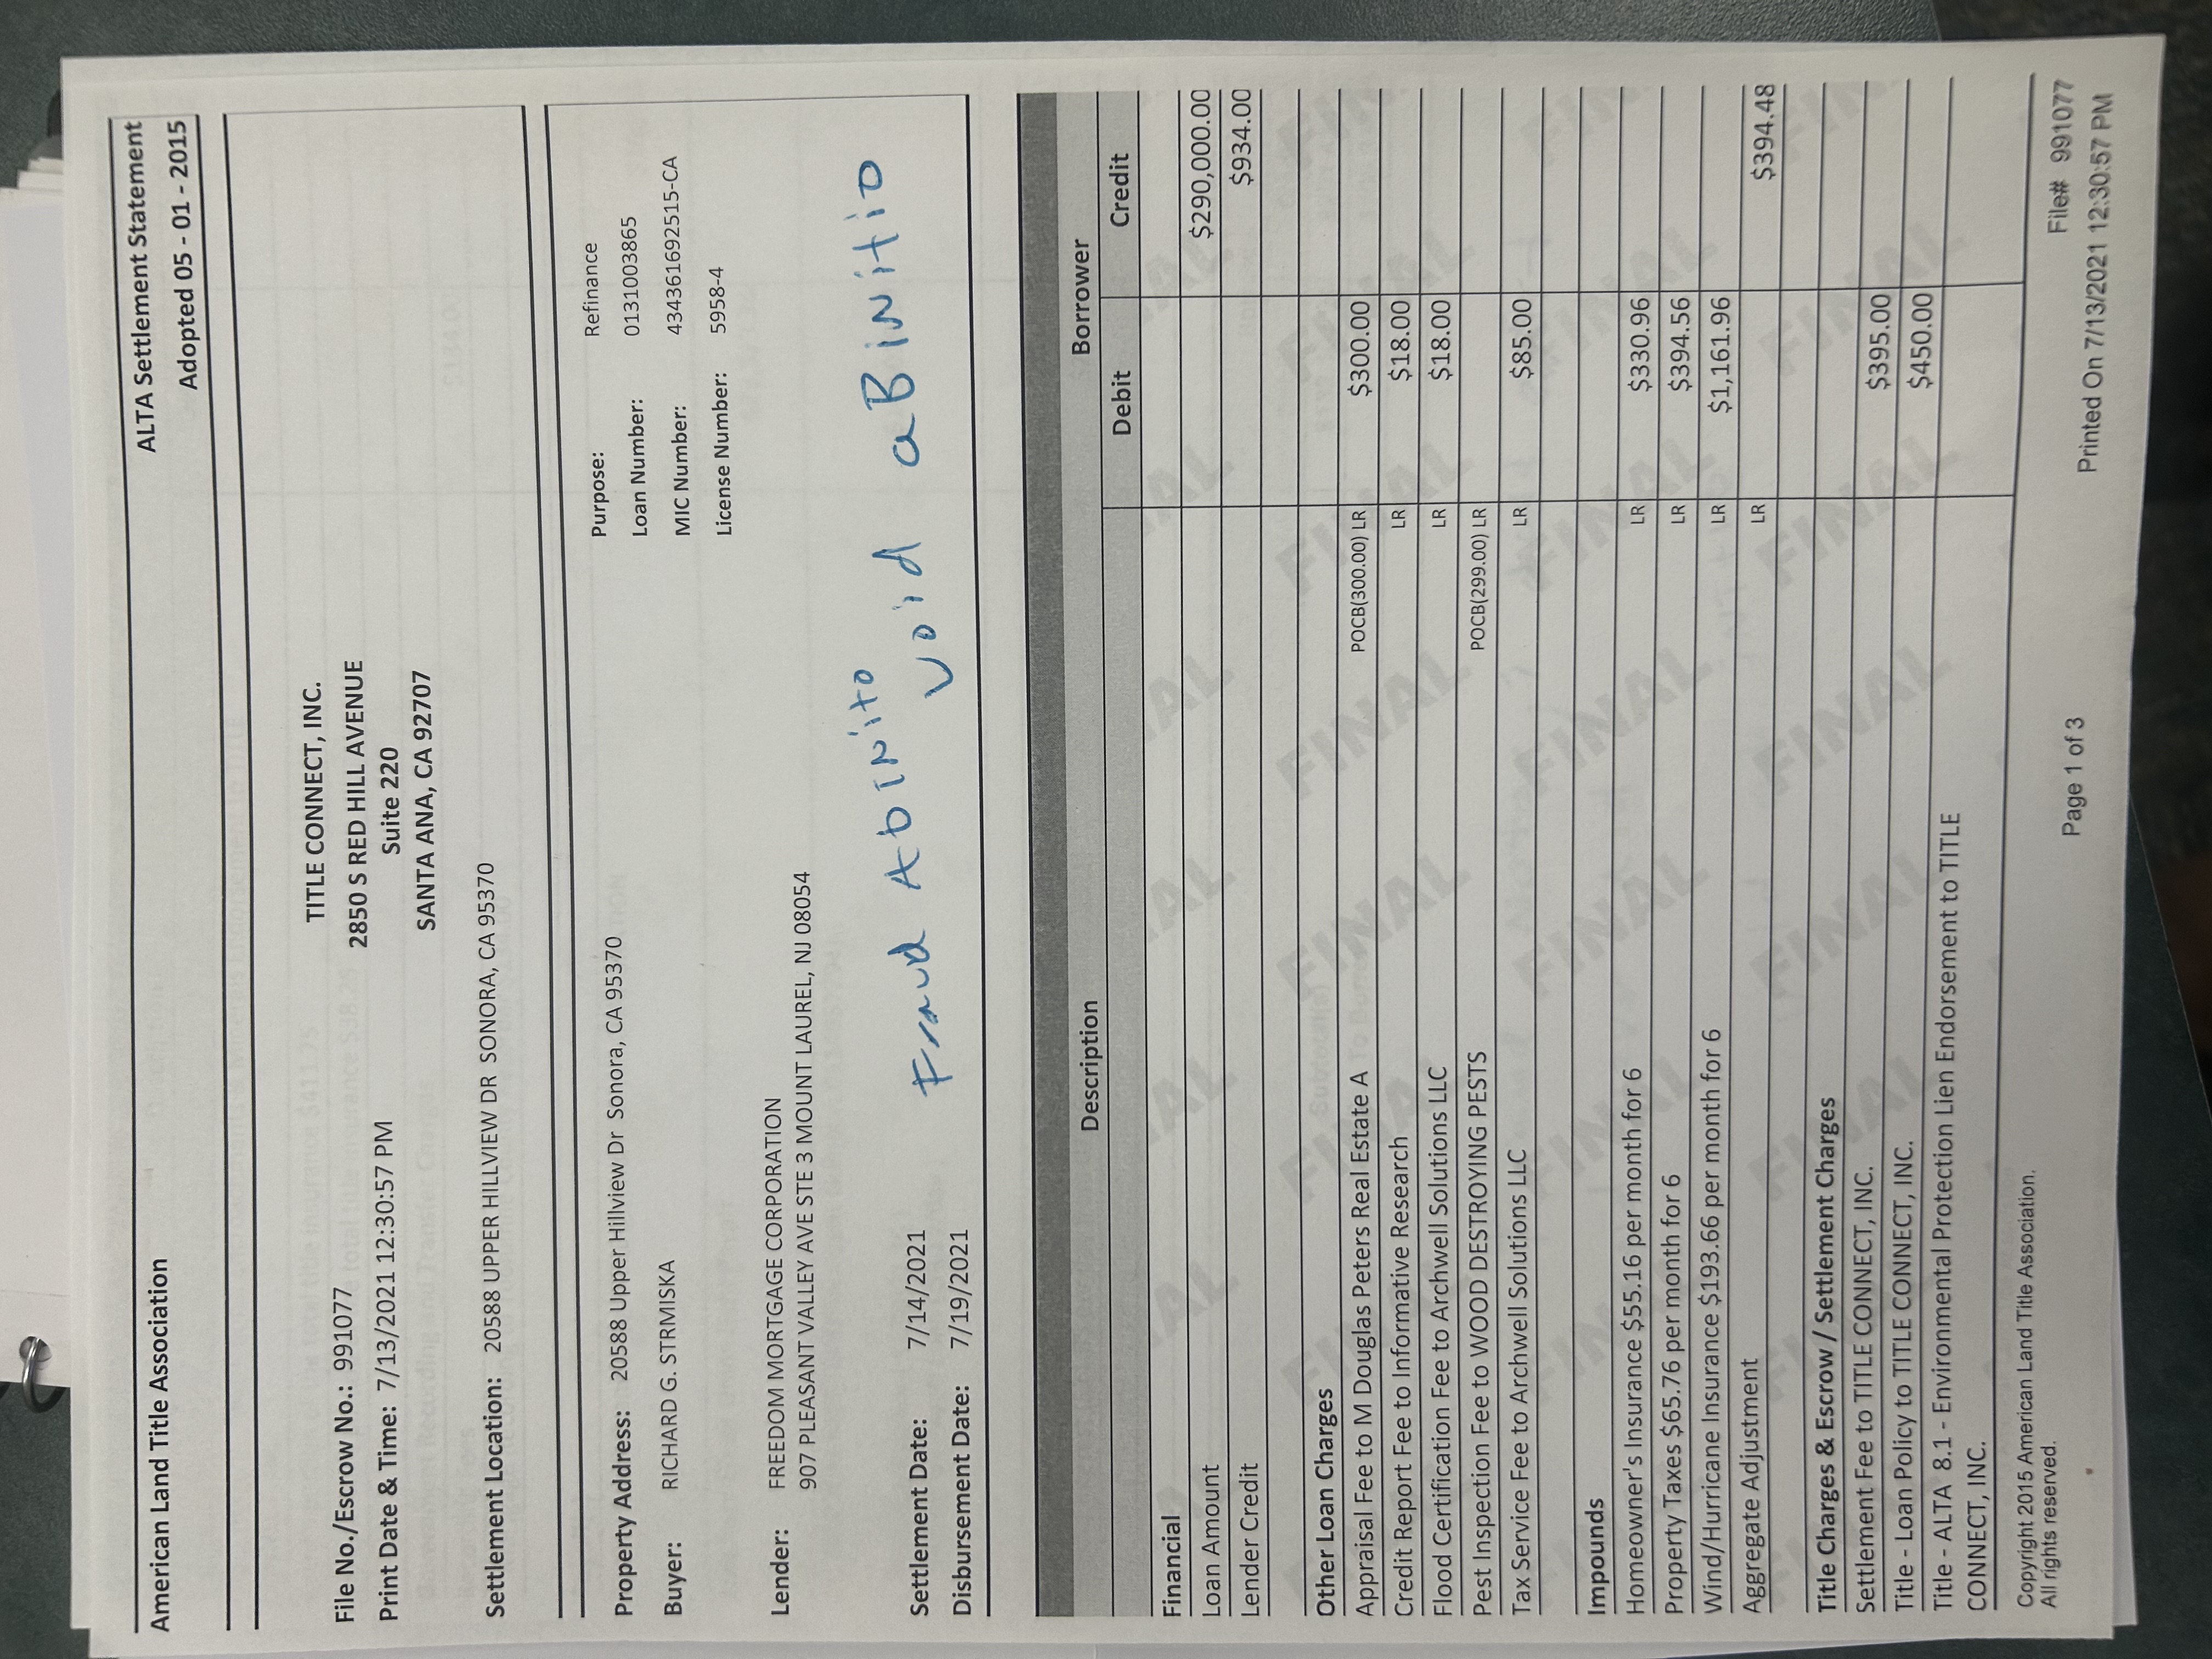 American Land Title Association
ALTA Settlement Statement
Adopted 05 - 01 - 2015
File No./Escrow No.: 991077
Print Date & Time: 7/13/2021 12:30:57 PM
TITLE CONNECT, INC.
2850 S RED HILL AVENUE
Suite 220
SANTA ANA, CA 92707
Settlement Location: 20588 UPPER HILLVIEW DR SONORA, CA 95370
Property Address: 20588 Upper Hillview Dr Sonora, CA 95370
Buyer: RICHARD G. STRMISKA
Purpose: Refinance
Loan Number: 0131003865
MIC Number: 434361692515-CA
License Number: 5958-4
Lender: FREEDOM MORTGAGE CORPORATION
907 PLEASANT VALLEY AVE STE 3 MOUNT LAUREL, NJ 08054
Fraud AbiNito
void aBiNitio
Settlement Date: 7/14/2021
Disbursement Date: 7/19/2021
Description Borrower
Debit Credit
Financial
Loan Amount $290,000.00
Lender Credit $934.00
Other Loan Charges
Appraisal Fee to M Douglas Peters Real Estate A POCB(300.00) LR $300.00
Credit Report Fee to Informative Research LR $18.00
Flood Certification Fee to Archwell Solutions LLC LR $18.00
Pest Inspection Fee to WOOD DESTROYING PESTS POCB(299.00) LR
Tax Service Fee to Archwell Solutions LLC LR $85.00
Impounds
Homeowner's Insurance $55.16 per month for 6 LR $330.96
Property Taxes $65.76 per month for 6 LR $394.56
Wind/Hurricane Insurance $193.66 per month for 6 LR $1,161.96
Aggregate Adjustment LR $394.48
Title Charges & Escrow / Settlement Charges
Settlement Fee to TITLE CONNECT, INC. $395.00
Title - Loan Policy to TITLE CONNECT, INC. $450.00
Title - ALTA 8.1 - Environmental Protection Lien Endorsement to TITLE
CONNECT, INC.
Copyright 2015 American Land Title Association.
All rights reserved.
Page 1 of 3
File# 991077
Printed On 7/13/2021 12:30:57 PM